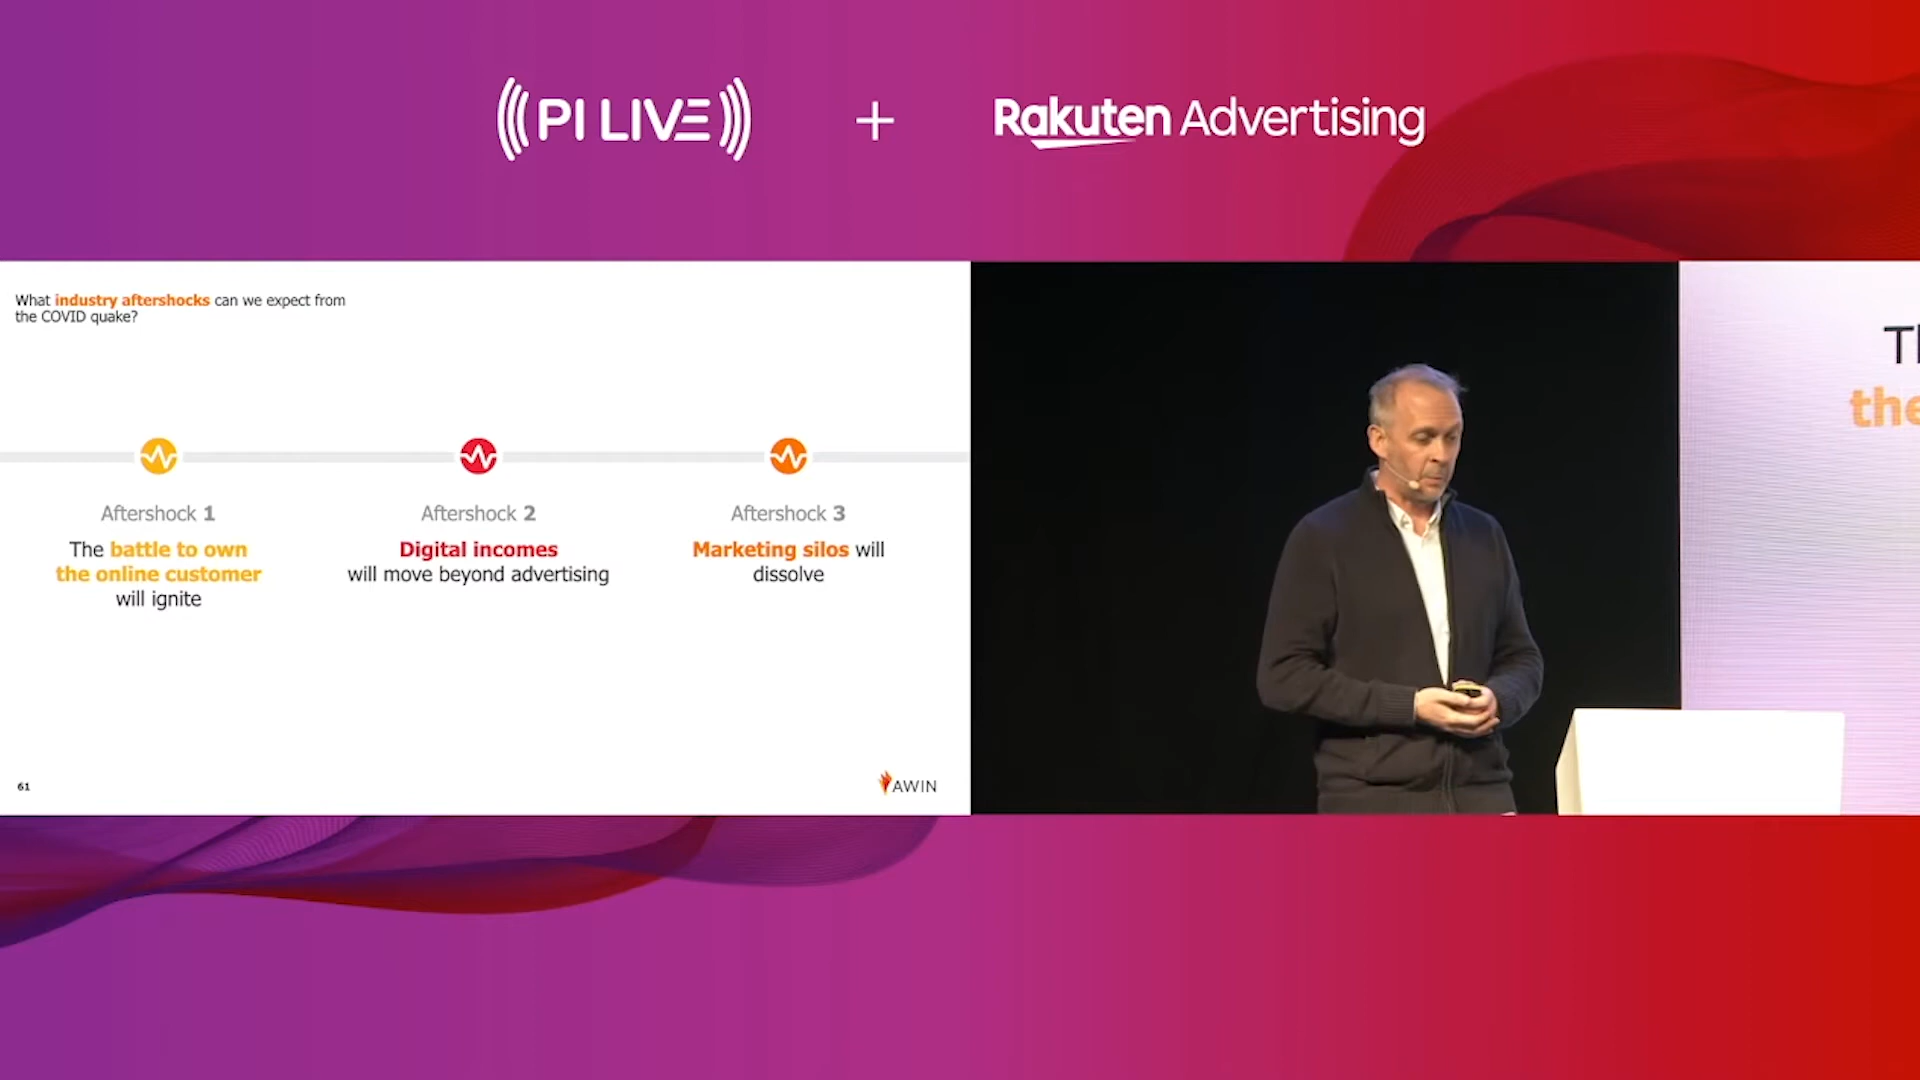 PI LIVE
+
Rakuten Advertising
What industry aftershocks can we expect from
the COVID quake?
Aftershock 1
The battle to own
the online customer
will ignite
Aftershock 2
Digital incomes
will move beyond advertising
Aftershock 3
Marketing silos will
dissolve
61
AWIN
the